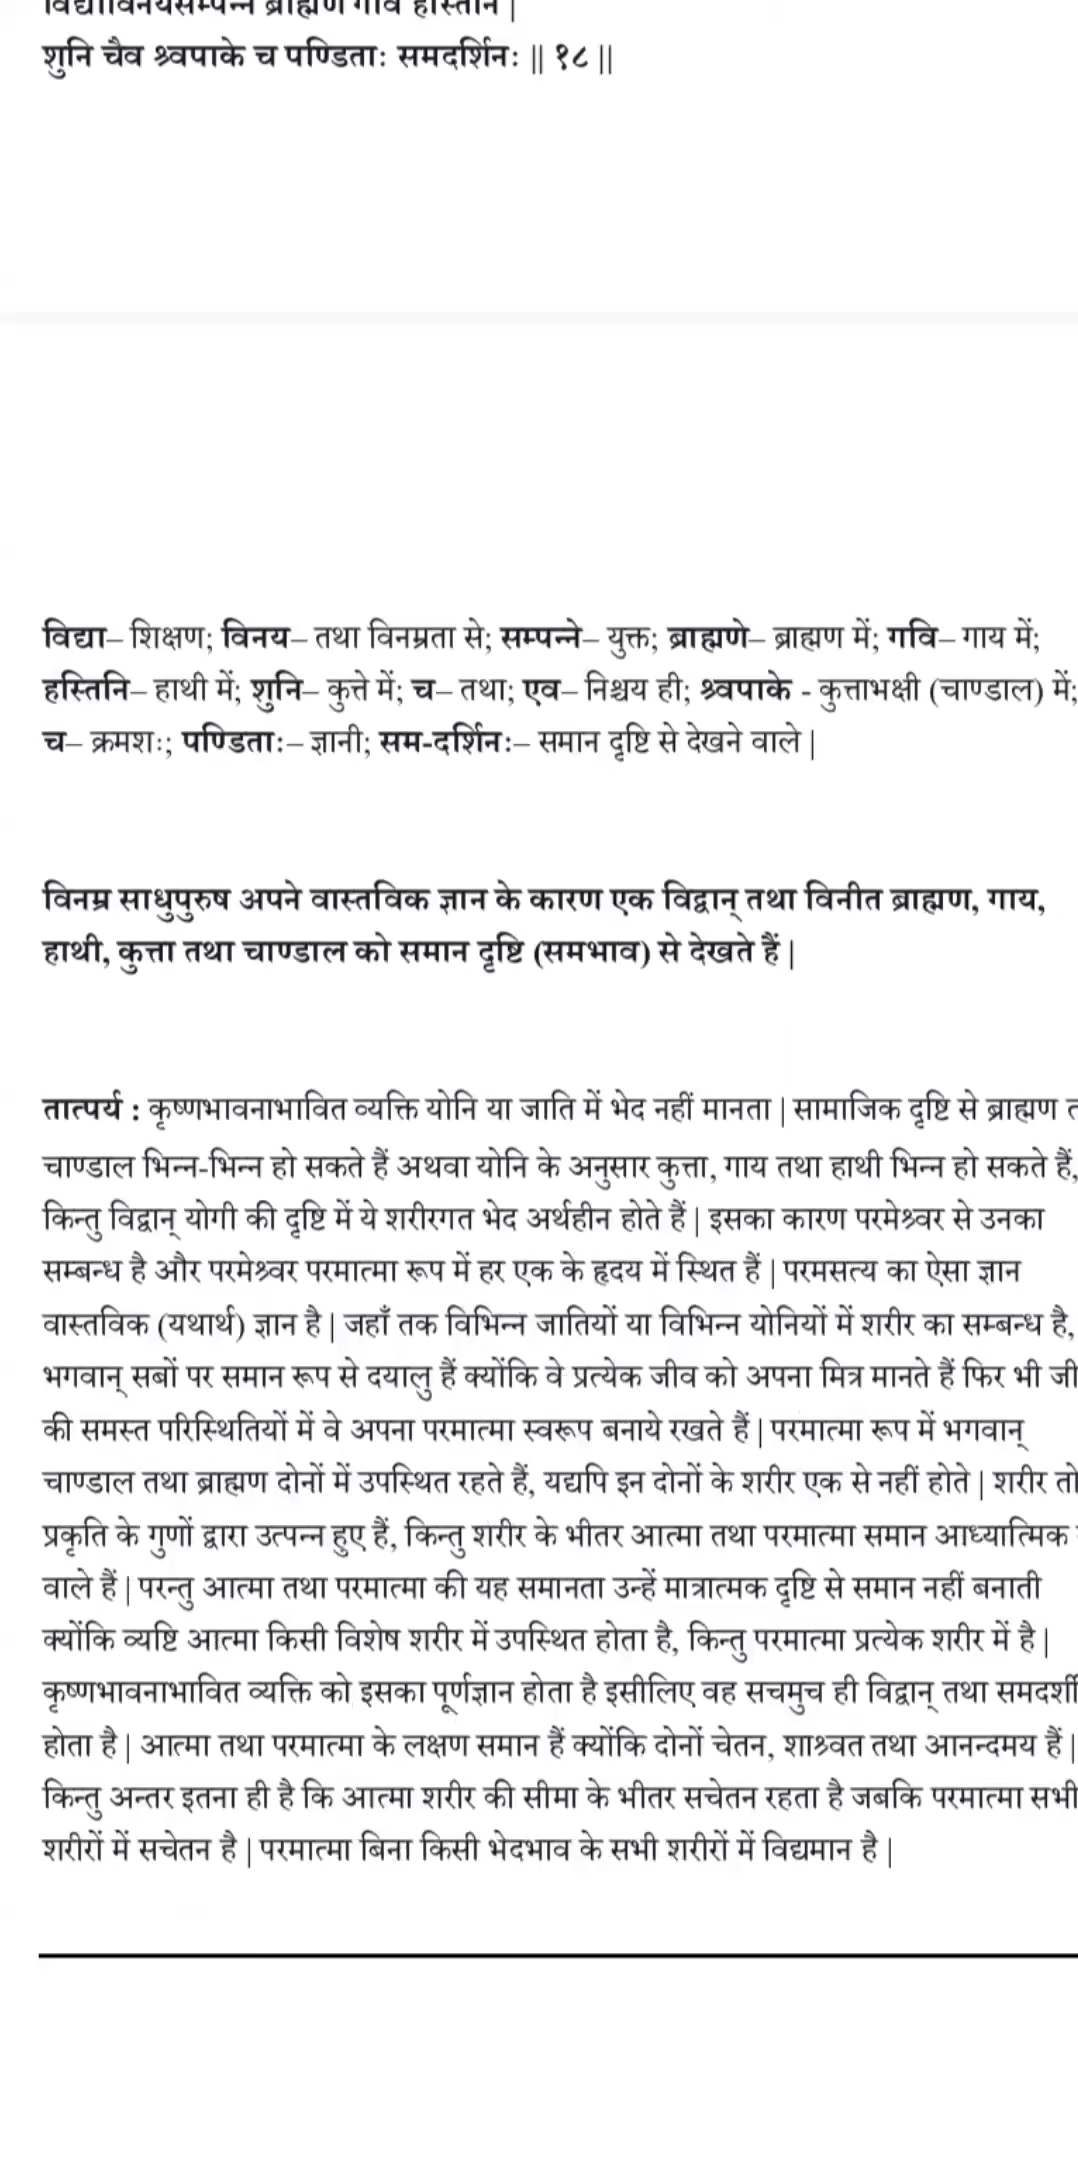 विद्याविनयसम्पन्ने ब्राह्मणे गवि हस्तिनि |
शुनि चैव श्र्वपाके च पण्डिताः समदर्शिनः || १८ ||
विद्या– शिक्षण; विनय– तथा विनम्रता से; सम्पन्ने– युक्त; ब्राह्मणे– ब्राह्मण में; गवि– गाय में;
हस्तिनि– हाथी में; शुनि– कुत्ते में; च– तथा; एव– निश्चय ही; श्र्वपाके - कुत्ताभक्षी (चाण्डाल) में;
च– क्रमशः; पण्डिताः– ज्ञानी; सम-दर्शिनः– समान दृष्टि से देखने वाले |
विनम्र साधुपुरुष अपने वास्तविक ज्ञान के कारण एक विद्वान् तथा विनीत ब्राह्मण, गाय,
हाथी, कुत्ता तथा चाण्डाल को समान दृष्टि (समभाव) से देखते हैं |
तात्पर्य : कृष्णभावनाभावित व्यक्ति योनि या जाति में भेद नहीं मानता | सामाजिक दृष्टि से ब्राह्मण
चाण्डाल भिन्न-भिन्न हो सकते हैं अथवा योनि के अनुसार कुत्ता, गाय तथा हाथी भिन्न हो सकते हैं,
किन्तु विद्वान् योगी की दृष्टि में ये शरीरगत भेद अर्थहीन होते हैं | इसका कारण परमेश्र्वर से उनका
सम्बन्ध है और परमेश्र्वर परमात्मा रूप में हर एक के हृदय में स्थित हैं | परमसत्य का ऐसा ज्ञान
वास्तविक (यथार्थ) ज्ञान है | जहाँ तक विभिन्न जातियों या विभिन्न योनियों में शरीर का सम्बन्ध है,
भगवान् सबों पर समान रूप से दयालु हैं क्योंकि वे प्रत्येक जीव को अपना मित्र मानते हैं फिर भी जी
की समस्त परिस्थितियों में वे अपना परमात्मा स्वरूप बनाये रखते हैं | परमात्मा रूप में भगवान्
चाण्डाल तथा ब्राह्मण दोनों में उपस्थित रहते हैं, यद्यपि इन दोनों के शरीर एक से नहीं होते | शरीर तो
प्रकृति के गुणों द्वारा उत्पन्न हुए हैं, किन्तु शरीर के भीतर आत्मा तथा परमात्मा समान आध्यात्मिक
वाले हैं | परन्तु आत्मा तथा परमात्मा की यह समानता उन्हें मात्रात्मक दृष्टि से समान नहीं बनाती
क्योंकि व्यष्टि आत्मा किसी विशेष शरीर में उपस्थित होता है, किन्तु परमात्मा प्रत्येक शरीर में है |
कृष्णभावनाभावित व्यक्ति को इसका पूर्णज्ञान होता है इसीलिए वह सचमुच ही विद्वान् तथा समदर्शी
होता है | आत्मा तथा परमात्मा के लक्षण समान हैं क्योंकि दोनों चेतन, शाश्र्वत तथा आनन्दमय हैं |
किन्तु अन्तर इतना ही है कि आत्मा शरीर की सीमा के भीतर सचेतन रहता है जबकि परमात्मा सभी
शरीरों में सचेतन है | परमात्मा बिना किसी भेदभाव के सभी शरीरों में विद्यमान है |